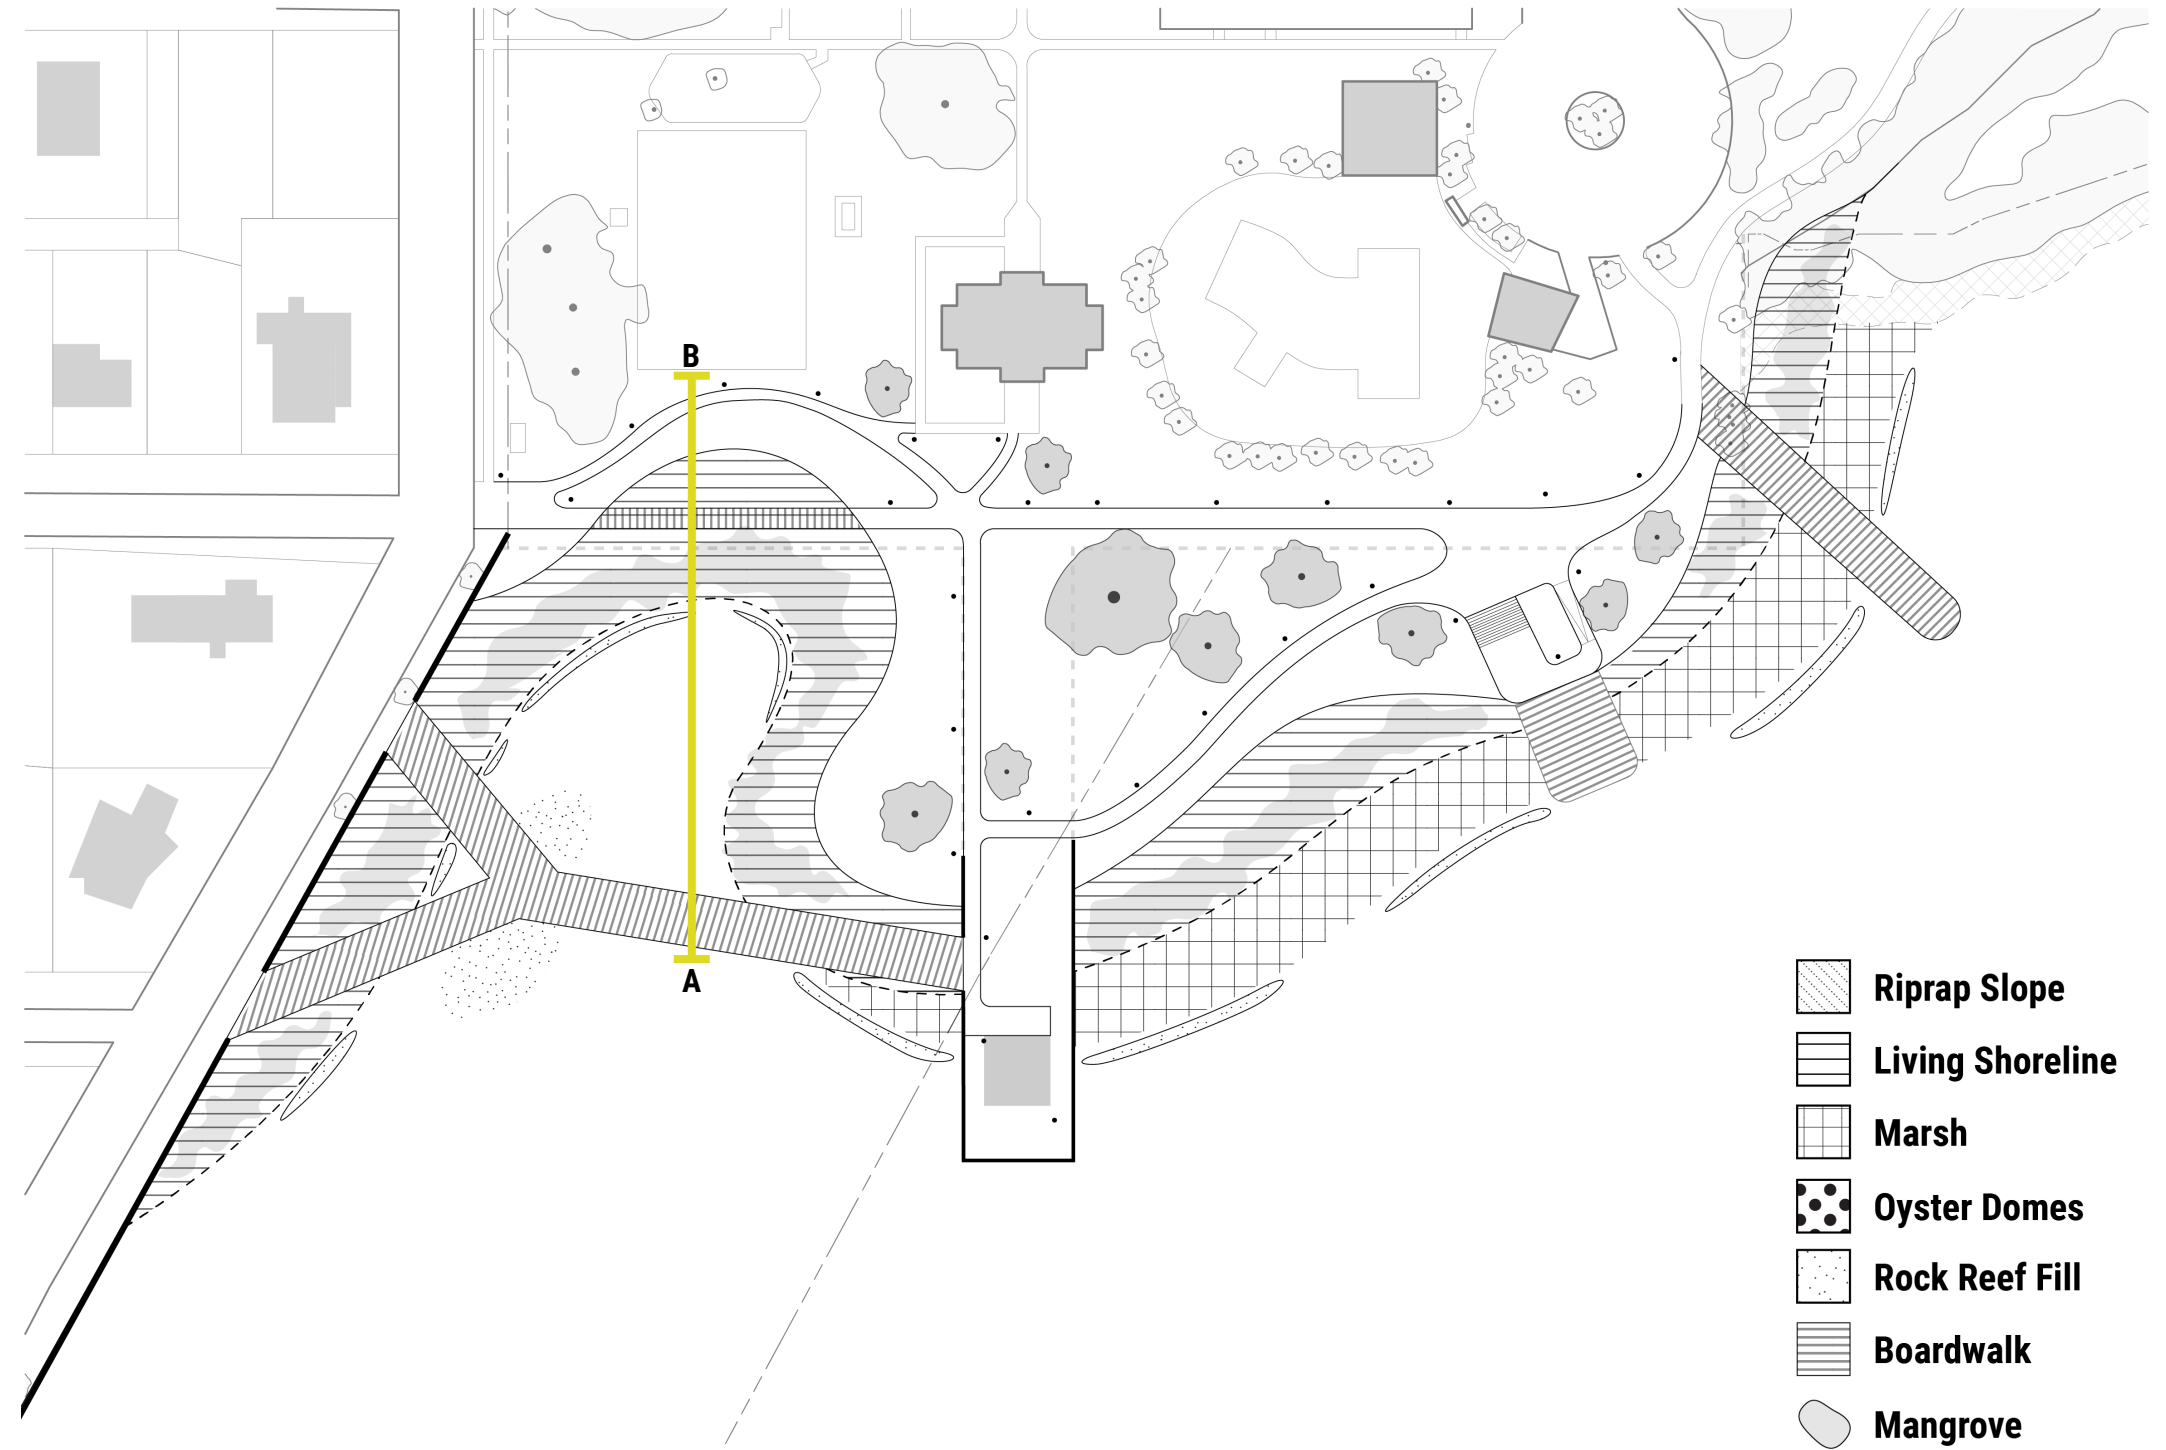 B
A
Riprap Slope
Living Shoreline
Marsh
Oyster Domes
Rock Reef Fill
Boardwalk
Mangrove